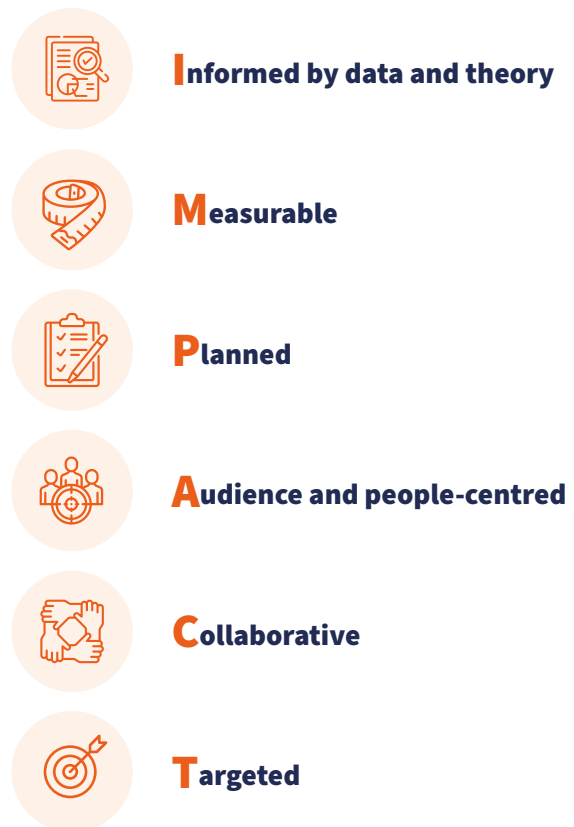 Informed by data and theory
Measurable
Planned
Audience and people-centred
Collaborative
Targeted